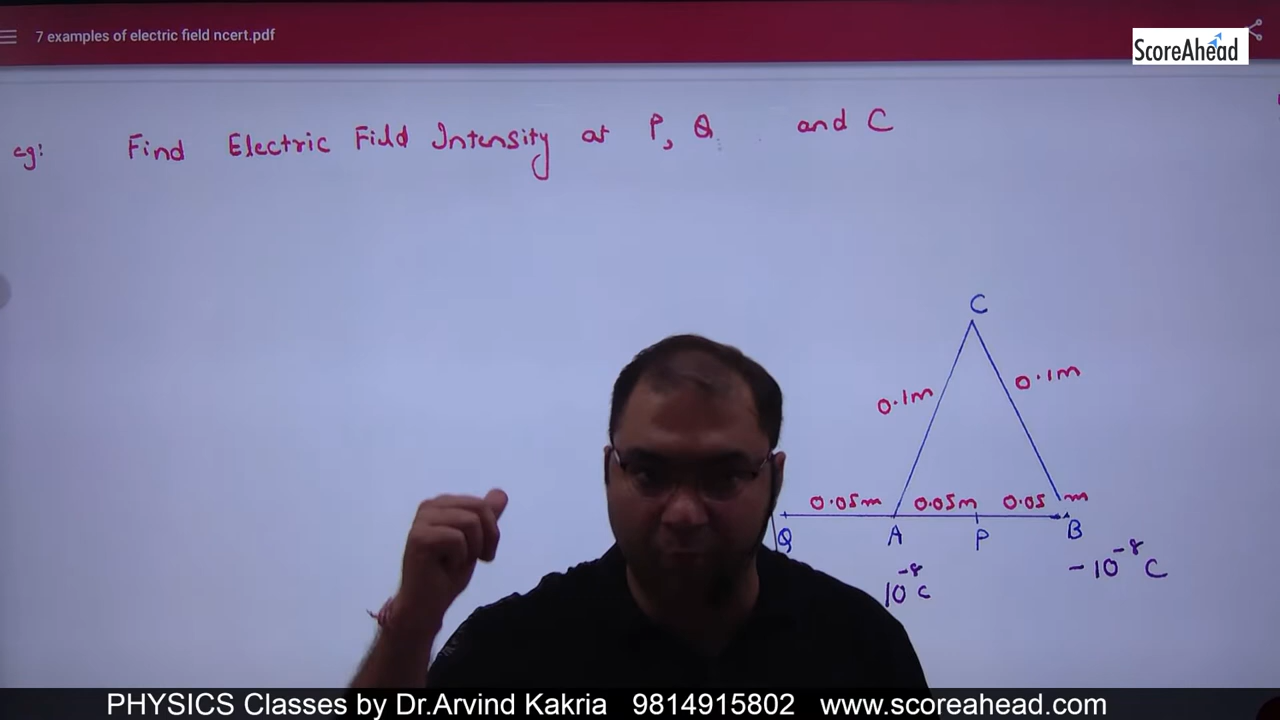 7 examples of electric field ncert.pdf
ScoreAhead
eg: Find Electric Field Intensity at P, Q and C
C
0.1m 0.1m
0.05m 0.05m 0.05 m
Q A P B
10⁻⁸ C -10⁻⁸ C
PHYSICS Classes by Dr.Arvind Kakria 9814915802 www.scoreahead.com